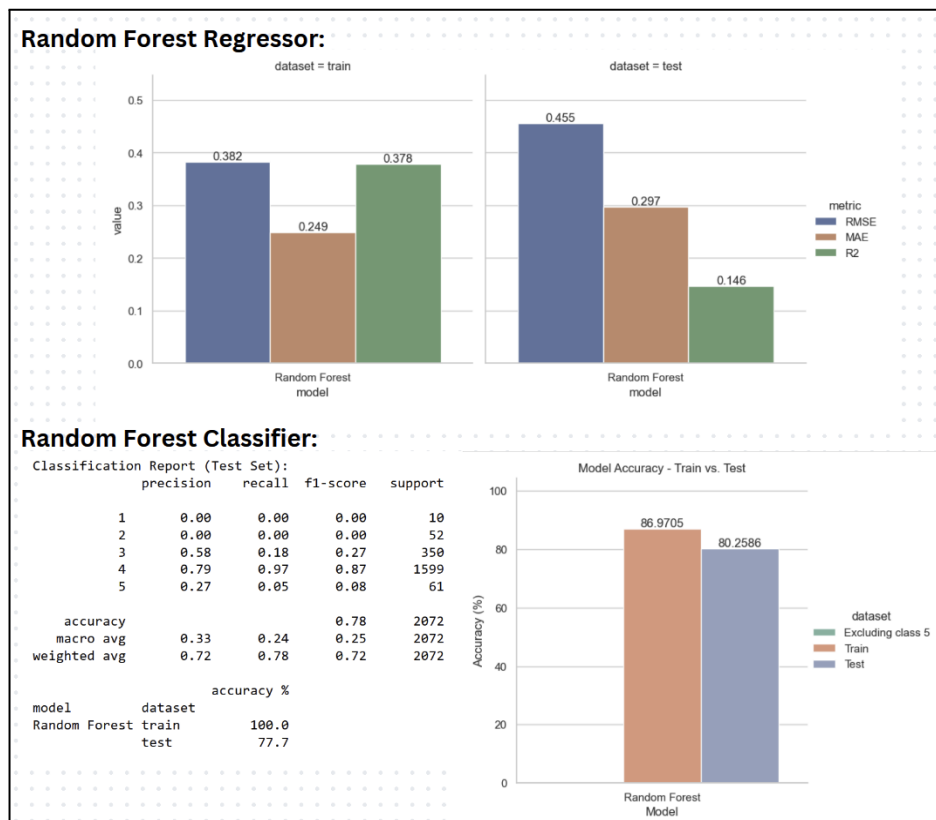 Random Forest Regressor:
dataset = train
dataset = test
0.5
0.4
0.3
0.2
0.1
0.0
value
0.382
0.249
0.378
0.455
0.297
0.146
Random Forest
model
Random Forest
model
metric
RMSE
MAE
R2
Random Forest Classifier:
Classification Report (Test Set):
precision recall f1-score support
1 0.00 0.00 0.00 10
2 0.00 0.00 0.00 52
3 0.58 0.18 0.27 350
4 0.79 0.97 0.87 1599
5 0.27 0.05 0.08 61
accuracy 0.78 2072
macro avg 0.33 0.24 0.25 2072
weighted avg 0.72 0.78 0.72 2072
accuracy %
model dataset
Random Forest train 100.0
test 77.7
Model Accuracy - Train vs. Test
100
80
60
40
20
0
Accuracy (%)
86.9705
80.2586
Random Forest
Model
dataset
Excluding class 5
Train
Test